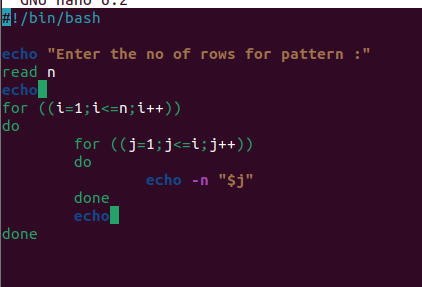 GNU nano 6.2
#!/bin/bash
echo "Enter the no of rows for pattern :"
read n
echo
for ((i=1;i<=n;i++))
do
for ((j=1;j<=i;j++))
do
echo -n "$j"
done
echo
done